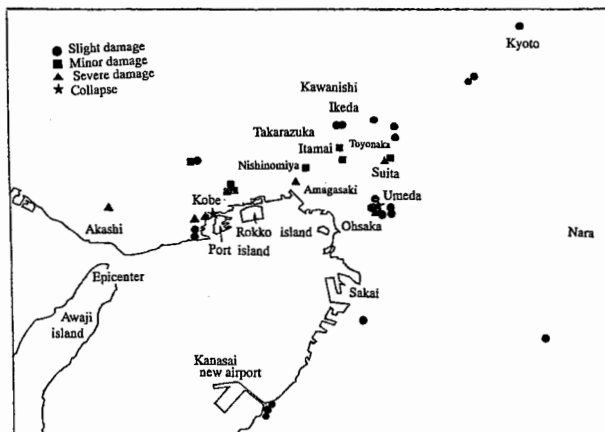 Slight damage
Minor damage
Severe damage
Collapse
Kyoto
Kawanishi
Ikeda
Takarazuka
Itamai
Toyonaka
Nishinomiya
Suita
Amagasaki
Kobe
Umeda
Akashi
Rokko island
Port
island
Ohsaka
Nara
Epicenter
Sakai
Awaji
island
Kanasai
new airport